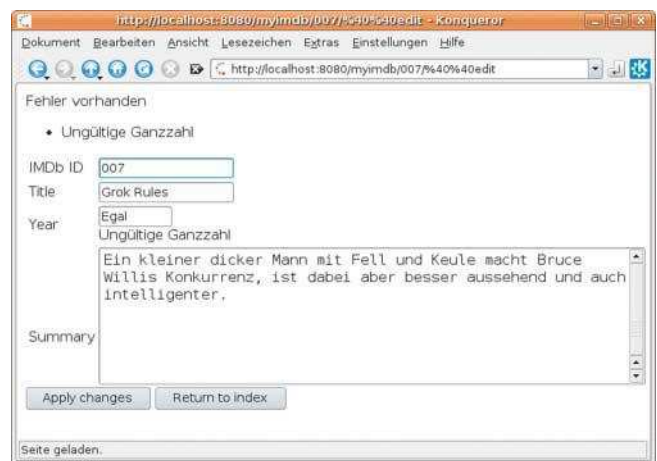 http://localhost:8080/myimdb/007/%40%40edit - Konqueror
Dokument Bearbeiten Ansicht Lesezeichen Extras Einstellungen Hilfe
http://localhost:8080/myimdb/007/%40%40edit
Fehler vorhanden
• Ungültige Ganzzahl
IMDb ID 007
Title Grok Rules
Year Egal
Ungültige Ganzzahl
Ein kleiner dicker Mann mit Fell und Keule macht Bruce
Willis Konkurrenz, ist dabei aber besser aussehend und auch
intelligenter.
Summary
Apply changes Return to index
Seite geladen.